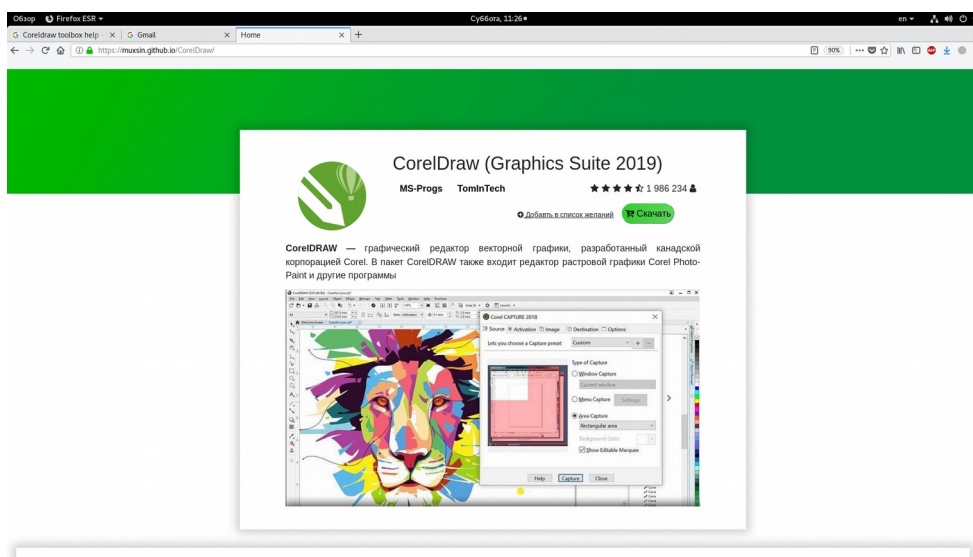 Обзор Firefox ESR
Суббота, 11:26
en
Coreldraw toolbox help
Gmail
Home
https://muxsin.github.io/CorelDraw/
90%
CorelDraw (Graphics Suite 2019)
MS-Progs TomInTech 1 986 234
Добавть в список желаний Скачать
CorelDRAW — графический редактор векторной графики, разработанный канадской
корпорацией Corel. В пакет CorelDRAW также входит редактор растровой графики Corel Photo-
Paint и другие программы
Corel CAPTURE 2018
Source Activation Image Destination Options
Lets you choose a Capture preset Custom
Type of Capture
Window Capture
Current window
Menu Capture Settings
Area Capture
Rectangular area
Background Color
Show Editable Marquee
Help Capture Close